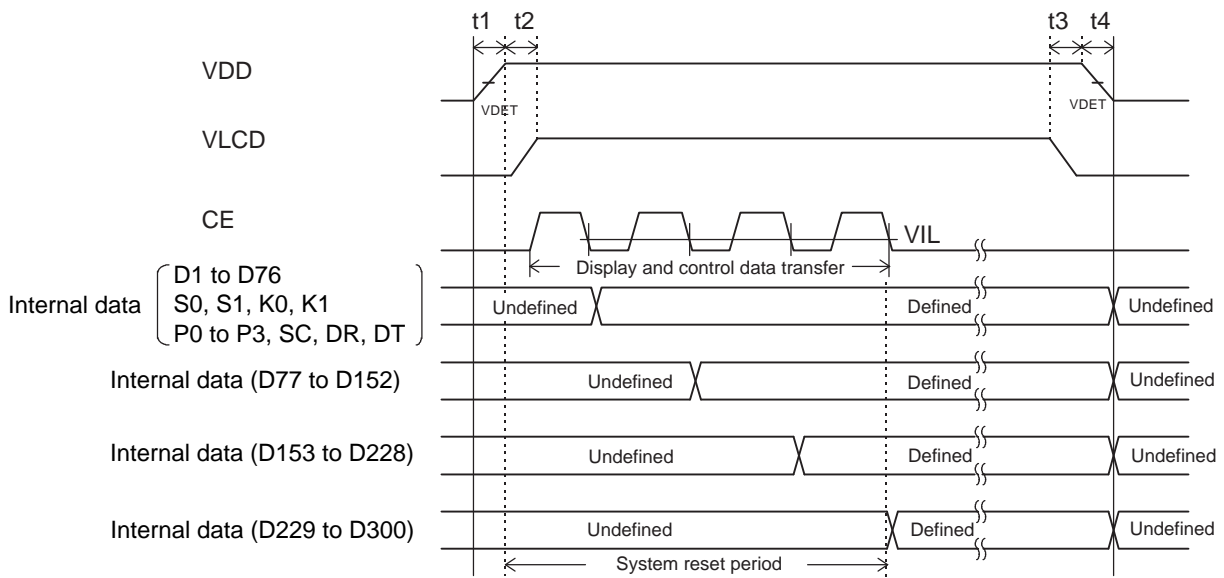 t1 t2 t3 t4
VDD
VDET VDET
VLCD
CE
VIL
Display and control data transfer
D1 to D76
Internal data S0, S1, K0, K1 Undefined Defined Undefined
P0 to P3, SC, DR, DT
Internal data (D77 to D152) Undefined Defined Undefined
Internal data (D153 to D228) Undefined Defined Undefined
Internal data (D229 to D300) Undefined Defined Undefined
System reset period